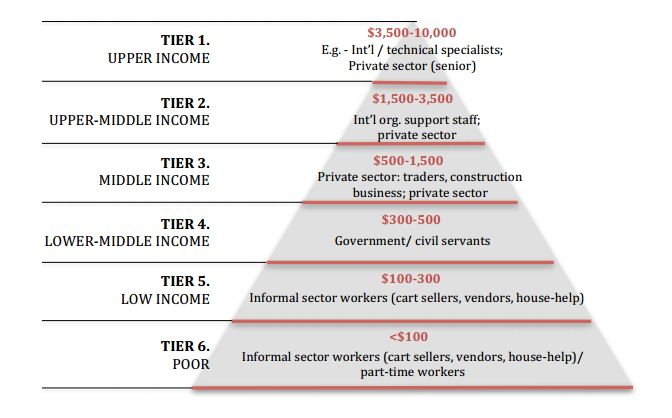 TIER 1.
UPPER INCOME
$3,500-10,000
E.g. - Int'l / technical specialists;
Private sector (senior)
TIER 2.
UPPER-MIDDLE INCOME
$1,500-3,500
Int'l org. support staff;
private sector
TIER 3.
MIDDLE INCOME
$500-1,500
Private sector: traders, construction
business; private sector
TIER 4.
LOWER-MIDDLE INCOME
$300-500
Government/ civil servants
TIER 5.
LOW INCOME
$100-300
Informal sector workers (cart sellers, vendors, house-help)
TIER 6.
POOR
<$100
Informal sector workers (cart sellers, vendors, house-help)/
part-time workers